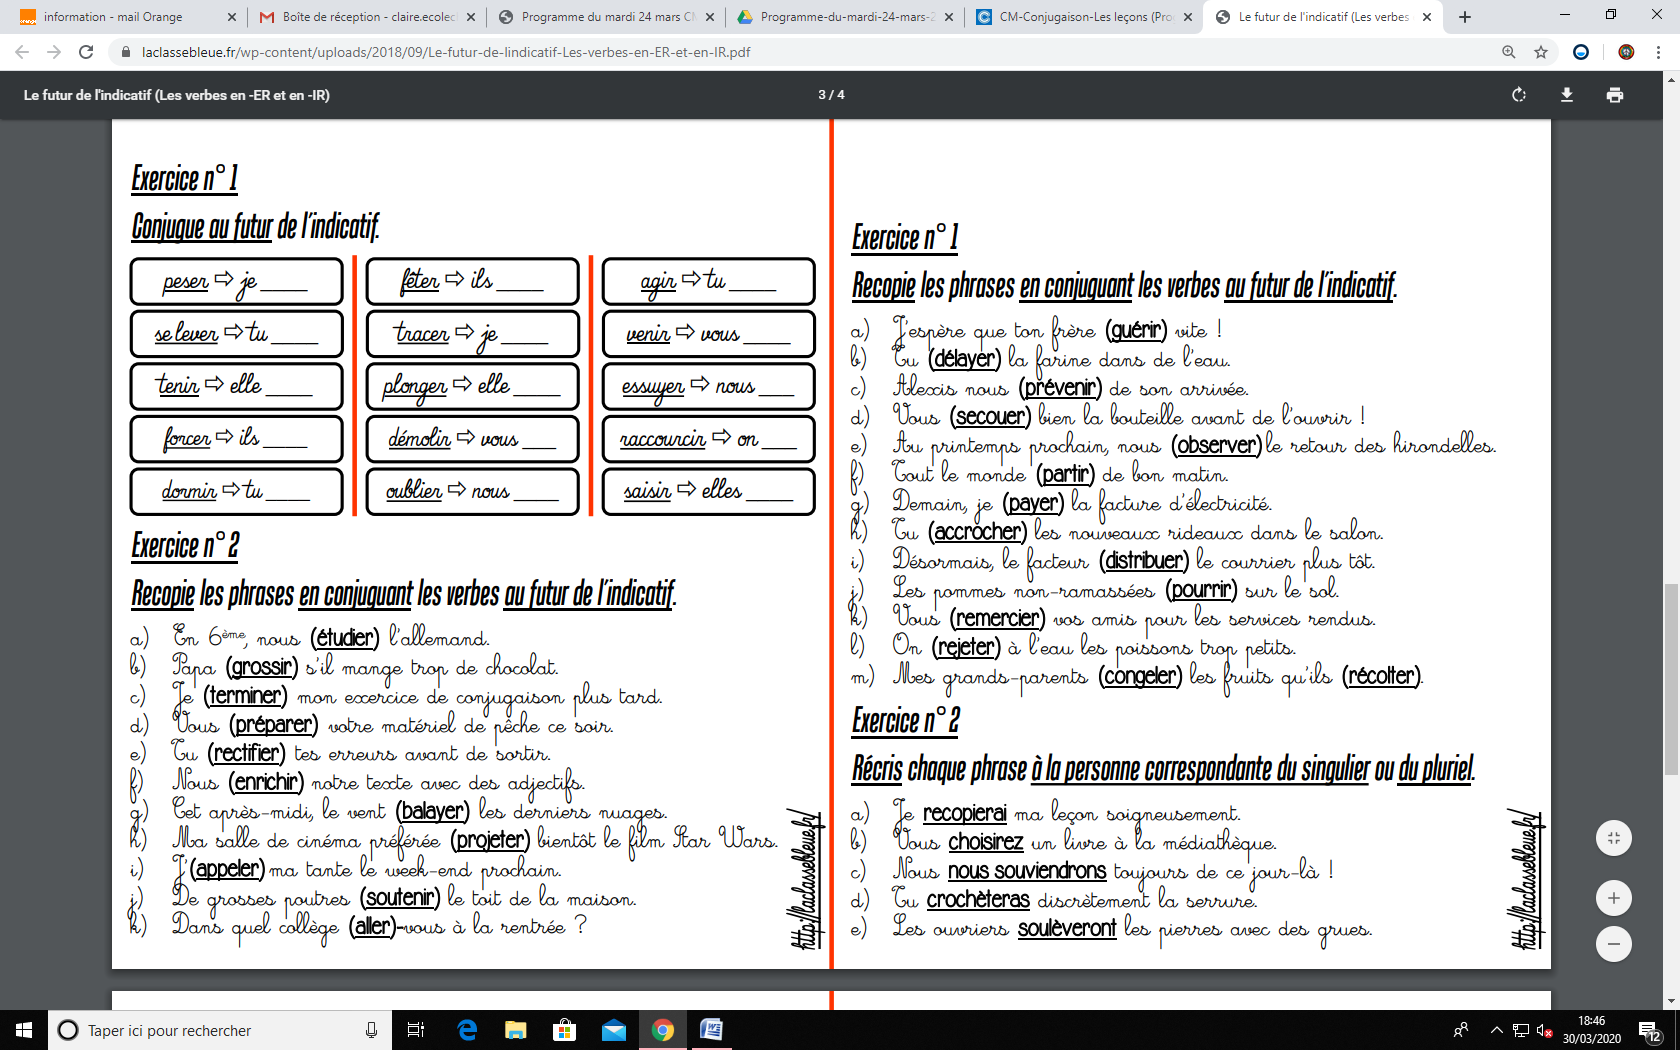 information - mail Orange
Boîte de réception - claire.ecolec
Programme du mardi 24 mars CM
Programme-du-mardi-24-mars-2
CM-Conjugaison-Les leçons (Pro
Le futur de l'indicatif (Les verbes
laclassebleue.fr/wp-content/uploads/2018/09/Le-futur-de-lindicatif-Les-verbes-en-ER-et-en-IR.pdf
Le futur de l'indicatif (Les verbes en -ER et en -IR)
3 / 4
Exercice n° 1
Conjugue au futur de l'indicatif.
peser ⇨ je ____
fêter ⇨ ils ____
agir ⇨ tu ____
se lever ⇨ tu ____
tracer ⇨ je ____
venir ⇨ vous ____
tenir ⇨ elle ____
plonger ⇨ elle ____
essuyer ⇨ nous ___
forcer ⇨ ils ____
démolir ⇨ vous ___
raccourcir ⇨ on ___
dormir ⇨ tu ____
oublier ⇨ nous ____
saisir ⇨ elles ____
Exercice n° 2
Recopie les phrases en conjuguant les verbes au futur de l'indicatif.
a) En 6ème, nous (étudier) l'allemand.
b) Papa (grossir) s'il mange trop de chocolat.
c) Je (terminer) mon exercice de conjugaison plus tard.
d) Vous (préparer) votre matériel de pêche ce soir.
e) Tu (rectifier) tes erreurs avant de sortir.
f) Nous (enrichir) notre texte avec des adjectifs.
g) Cet après-midi, le vent (balayer) les derniers nuages.
h) Ma salle de cinéma préférée (projeter) bientôt le film Star Wars.
i) J'(appeler) ma tante le week-end prochain.
j) De grosses poutres (soutenir) le toit de la maison.
k) Dans quel collège (aller)-vous à la rentrée ?
http://laclassebleue.fr/
Exercice n° 1
Recopie les phrases en conjuguant les verbes au futur de l'indicatif.
a) J'espère que ton frère (guérir) vite !
b) Tu (délayer) la farine dans de l'eau.
c) Alexis nous (prévenir) de son arrivée.
d) Vous (secouer) bien la bouteille avant de l'ouvrir !
e) Au printemps prochain, nous (observer) le retour des hirondelles.
f) Tout le monde (partir) de bon matin.
g) Demain, je (payer) la facture d'électricité.
h) Tu (accrocher) les nouveaux rideaux dans le salon.
i) Désormais, le facteur (distribuer) le courrier plus tôt.
j) Les pommes non-ramassées (pourrir) sur le sol.
k) Vous (remercier) vos amis pour les services rendus.
l) On (rejeter) à l'eau les poissons trop petits.
m) Mes grands-parents (congeler) les fruits qu'ils (récolter).
Exercice n° 2
Récris chaque phrase à la personne correspondante du singulier ou du pluriel.
a) Je recopierai ma leçon soigneusement.
b) Vous choisirez un livre à la médiathèque.
c) Nous nous souviendrons toujours de ce jour-là !
d) Tu crochèteras discrètement la serrure.
e) Les ouvriers soulèveront les pierres avec des grues.
http://laclassebleue.fr/
Taper ici pour rechercher
18:46
30/03/2020
12